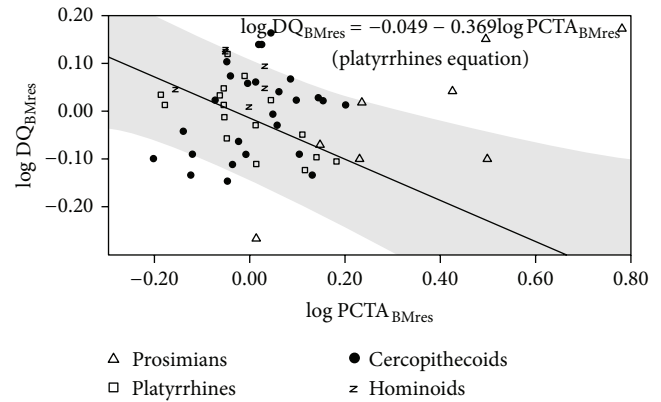 log DQBMres = −0.049 − 0.369log PCTABMres
(platyrrhines equation)
log DQBMres
0.20
0.10
0.00
−0.10
−0.20
−0.20 0.00 0.20 0.40 0.60 0.80
log PCTABMres
Prosimians
Cercopithecoids
Platyrrhines
Hominoids